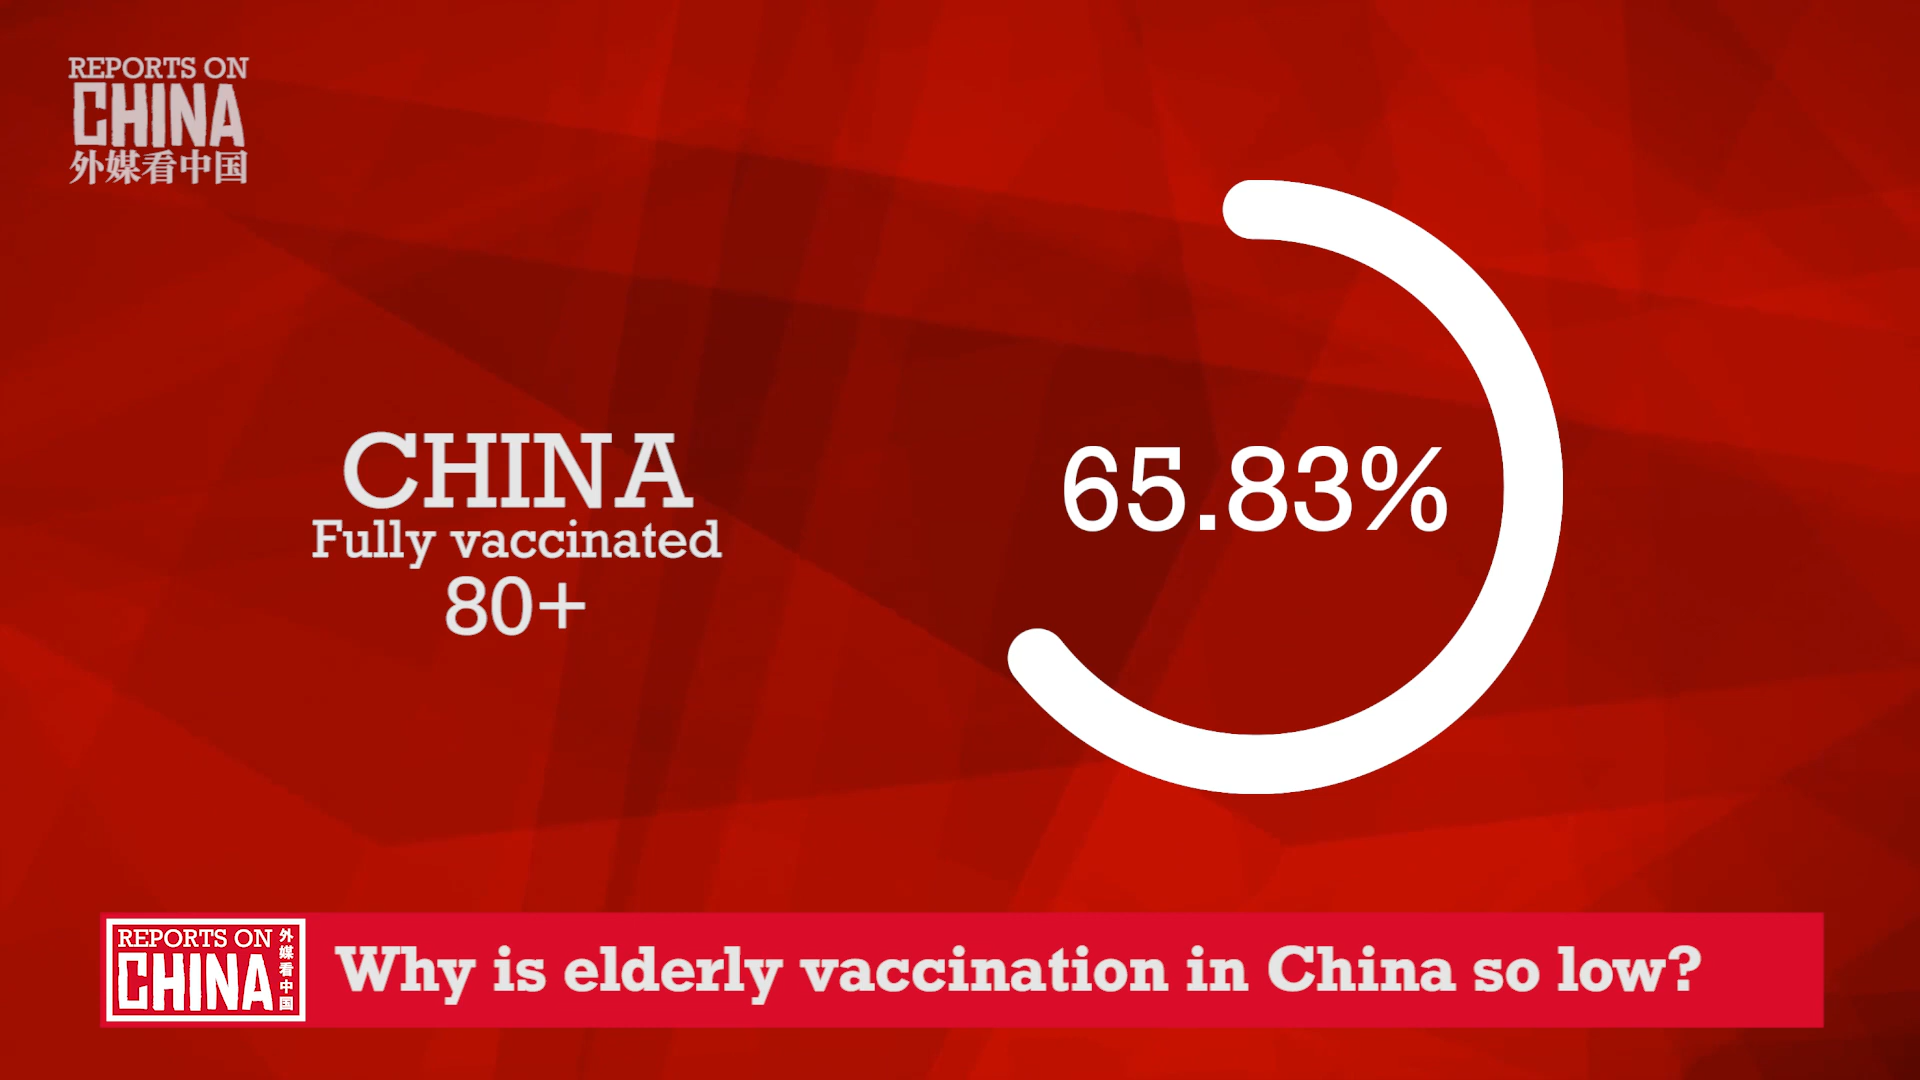 REPORTS ON
CHINA
外媒看中国
CHINA
Fully vaccinated
80+
65.83%
REPORTS ON
CHINA
外媒看中国
Why is elderly vaccination in China so low?